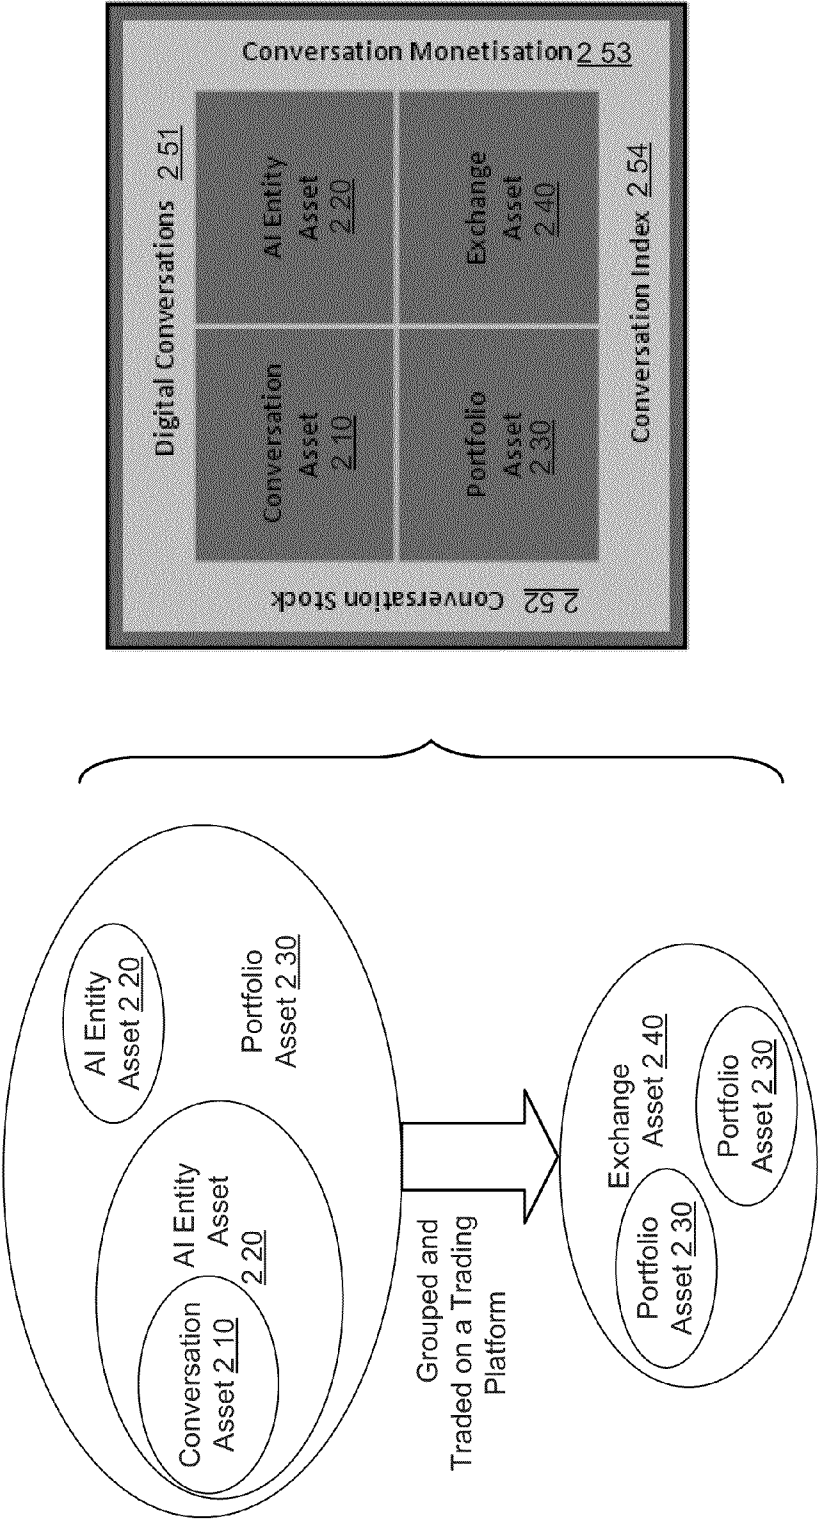 AI Entity
Asset 2 20
Portfolio
Asset 2 30
AI Entity
Asset
2 20
Conversation
Asset 2 10
Grouped and
Traded on a Trading
Platform
Exchange
Asset 2 40
Portfolio
Asset 2 30
Portfolio
Asset 2 30
Digital Conversations 2 51
Conversation Stock 2 52
Conversation
Asset
2 10
AI Entity
Asset
2 20
Portfolio
Asset
2 30
Exchange
Asset
2 40
Conversation Monetisation 2 53
Conversation Index 2 54